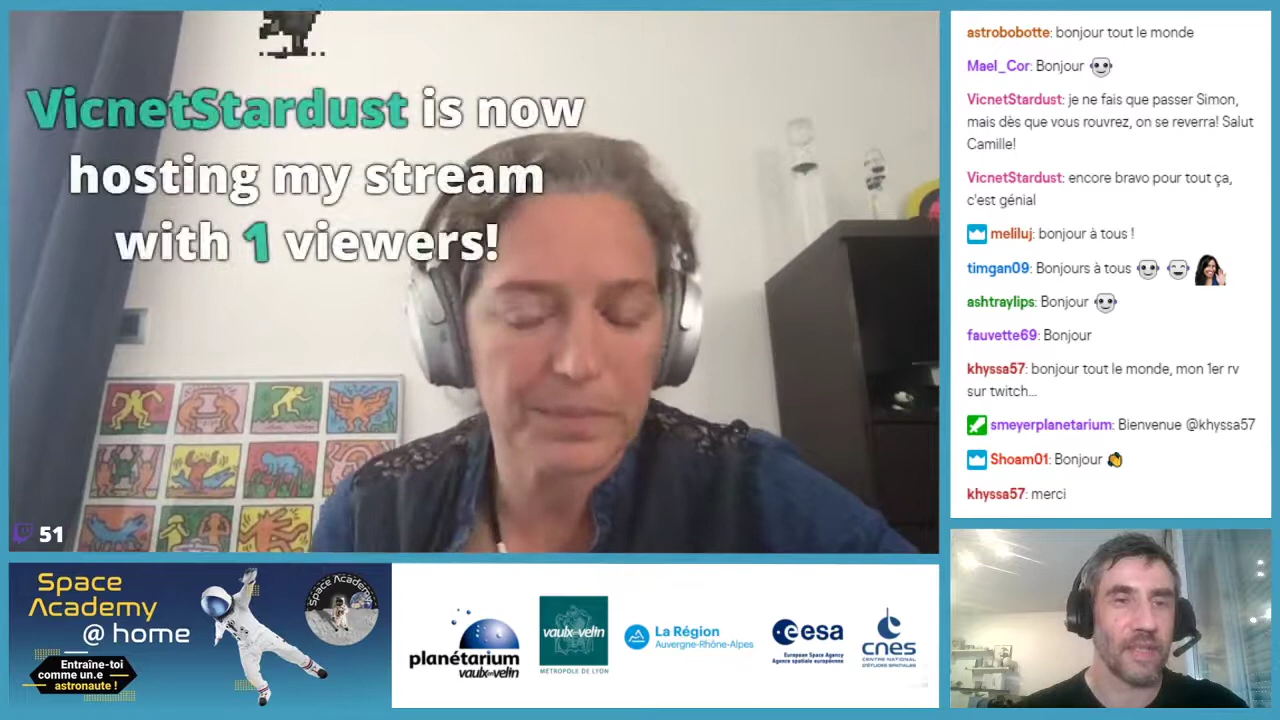 VicnetStardust is now
hosting my stream
with 1 viewers!
51
astrobobotte: bonjour tout le monde
Mael_Cor: Bonjour
VicnetStardust: je ne fais que passer Simon,
mais dès que vous rouvrez, on se reverra! Salut
Camille!
VicnetStardust: encore bravo pour tout ça,
c'est génial
meliluj: bonjour à tous !
timgan09: Bonjours à tous
ashtraylips: Bonjour
fauvette69: Bonjour
khyssa57: bonjour tout le monde, mon 1er rv
sur twitch...
smeyerplanetarium: Bienvenue @khyssa57
Shoam01: Bonjour
khyssa57: merci
Space
Academy
@ home
Entraîne-toi
comme un.e
astronaute !
Space Academy
planétarium
vaulx en velin
vaulx en velin
MÉTROPOLE DE LYON
La Région
Auvergne-Rhône-Alpes
esa
European Space Agency
Agence spatiale européenne
cnes
CENTRE NATIONAL
D'ÉTUDES SPATIALES